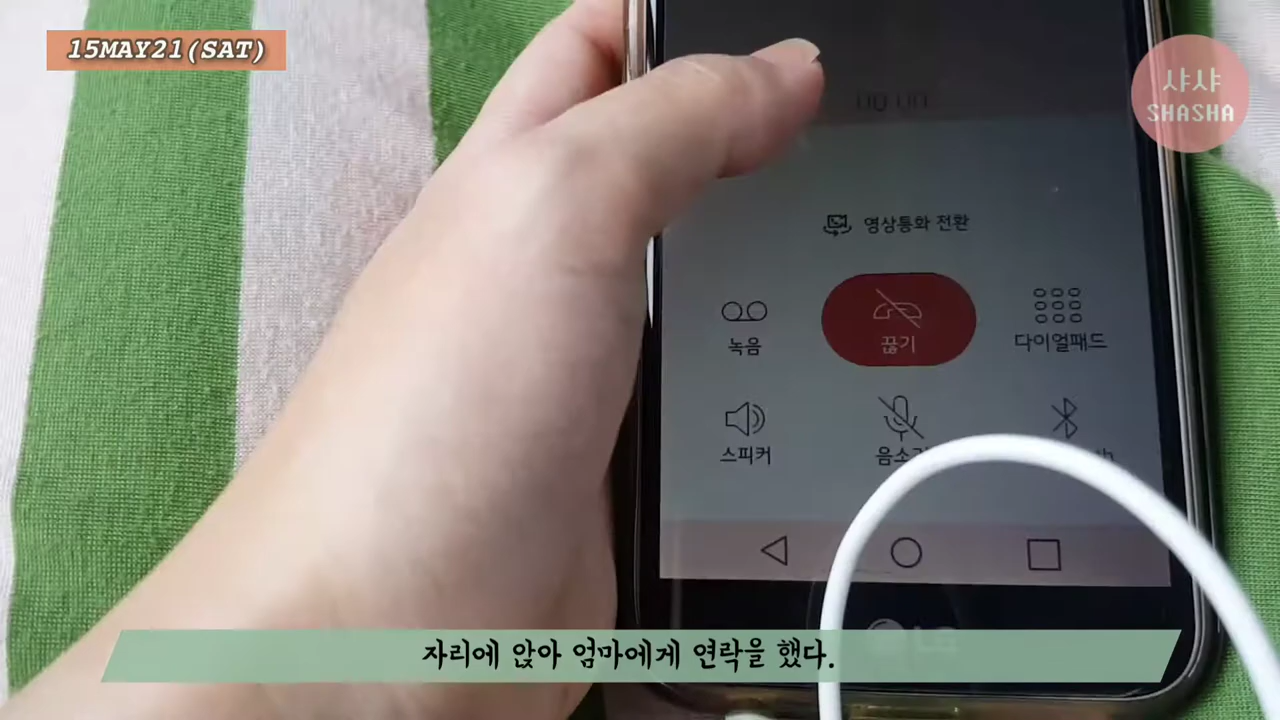 15MAY21(SAT)
샤샤
SHASHA
영상통화 전환
녹음
끊기
다이얼패드
스피커
LG
자리에 앉아 엄마에게 연락을 했다.